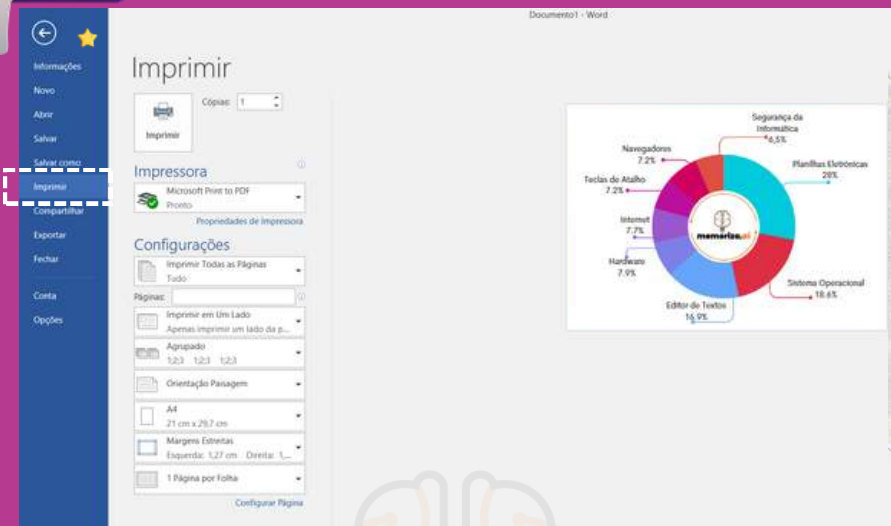 Documento1 - Word
Informações
Novo
Abrir
Salvar
Salvar como
Imprimir
Compartilhar
Exportar
Fechar
Conta
Opções
Imprimir
Cópias: 1
Imprimir
Impressora
Microsoft Print to PDF
Pronto
Propriedades de Impressora
Configurações
Imprimir Todas as Páginas
Tudo
Páginas:
Imprimir em Um Lado
Apenas imprimir um lado da p...
Agrupado
1;2;3 1;2;3 1;2;3
Orientação Paisagem
A4
21 cm x 29,7 cm
Margens Estreitas
Esquerda: 1,27 cm Direita: 1,...
1 Página por Folha
Configurar Página
Segurança da
Informática
6,5%
Navegadores
7.2%
Teclas de Atalho
7.2%
Internet
7.7%
Hardware
7.9%
Editor de Textos
16.9%
Sistema Operacional
18.6%
Planilhas Eletrônicas
28%
memorize.ai